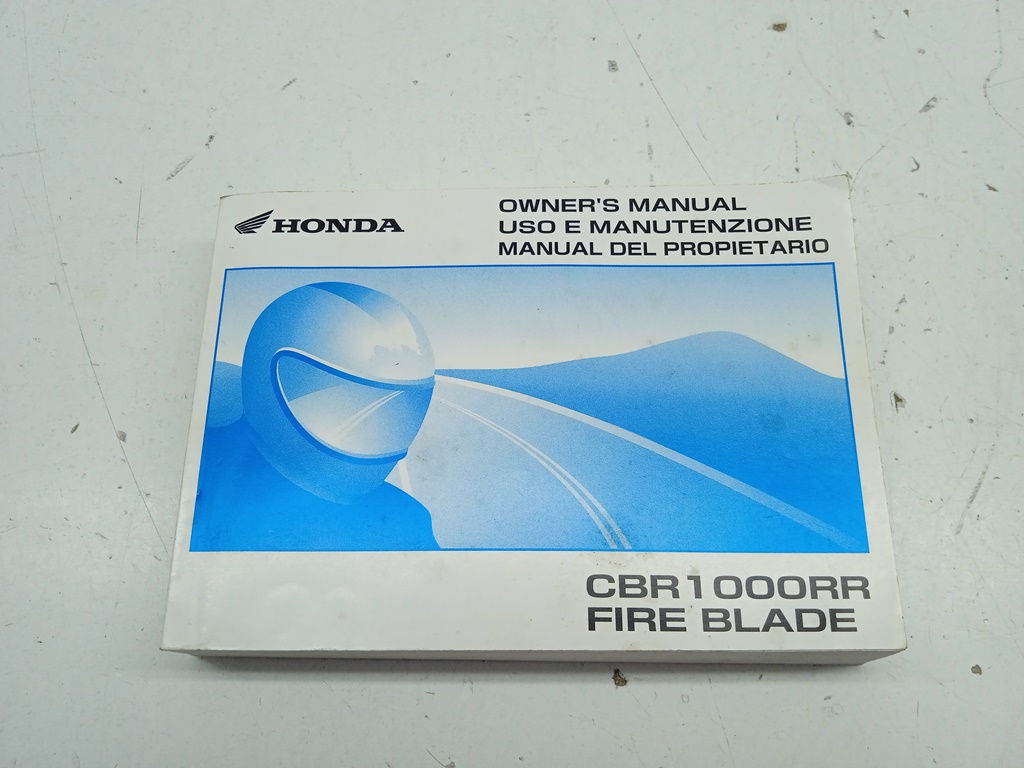 HONDA
OWNER'S MANUAL
USO E MANUTENZIONE
MANUAL DEL PROPIETARIO
CBR1000RR
FIRE BLADE